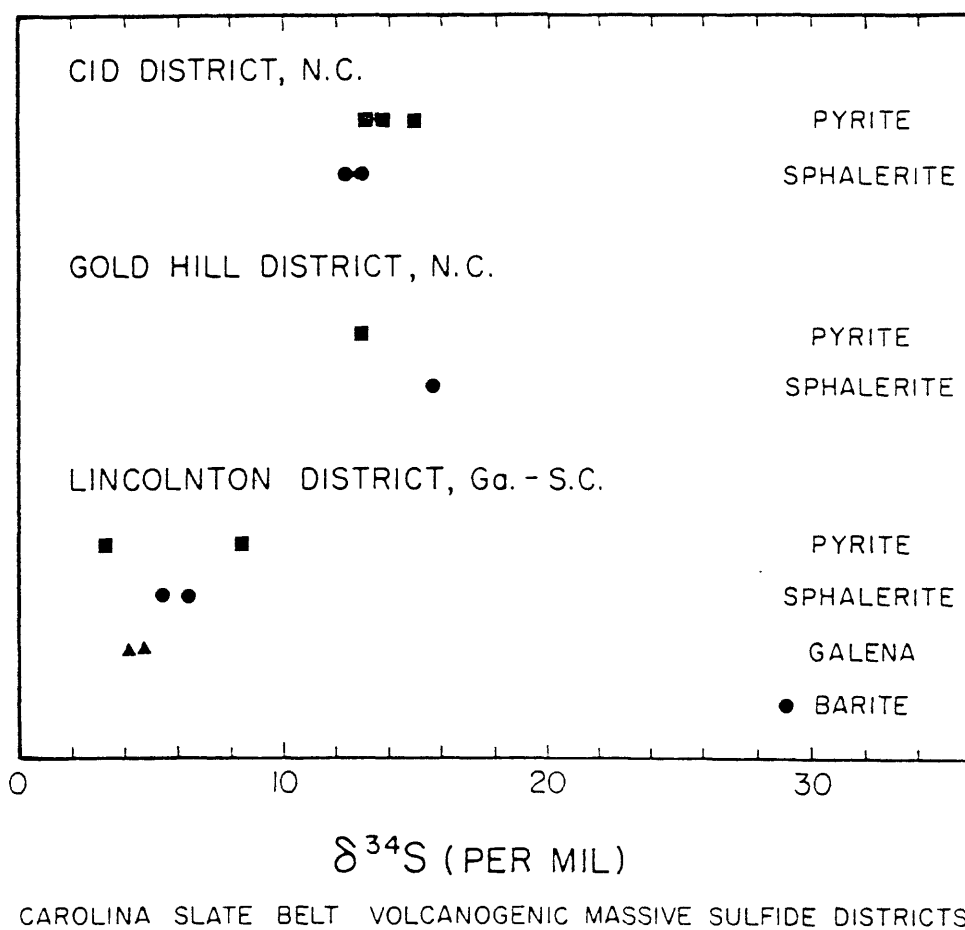 CID DISTRICT, N.C.
PYRITE
SPHALERITE
GOLD HILL DISTRICT, N.C.
PYRITE
SPHALERITE
LINCOLNTON DISTRICT, Ga. - S.C.
PYRITE
SPHALERITE
GALENA
BARITE
0 10 20 30
δ³⁴S (PER MIL)
CAROLINA SLATE BELT VOLCANOGENIC MASSIVE SULFIDE DISTRICTS